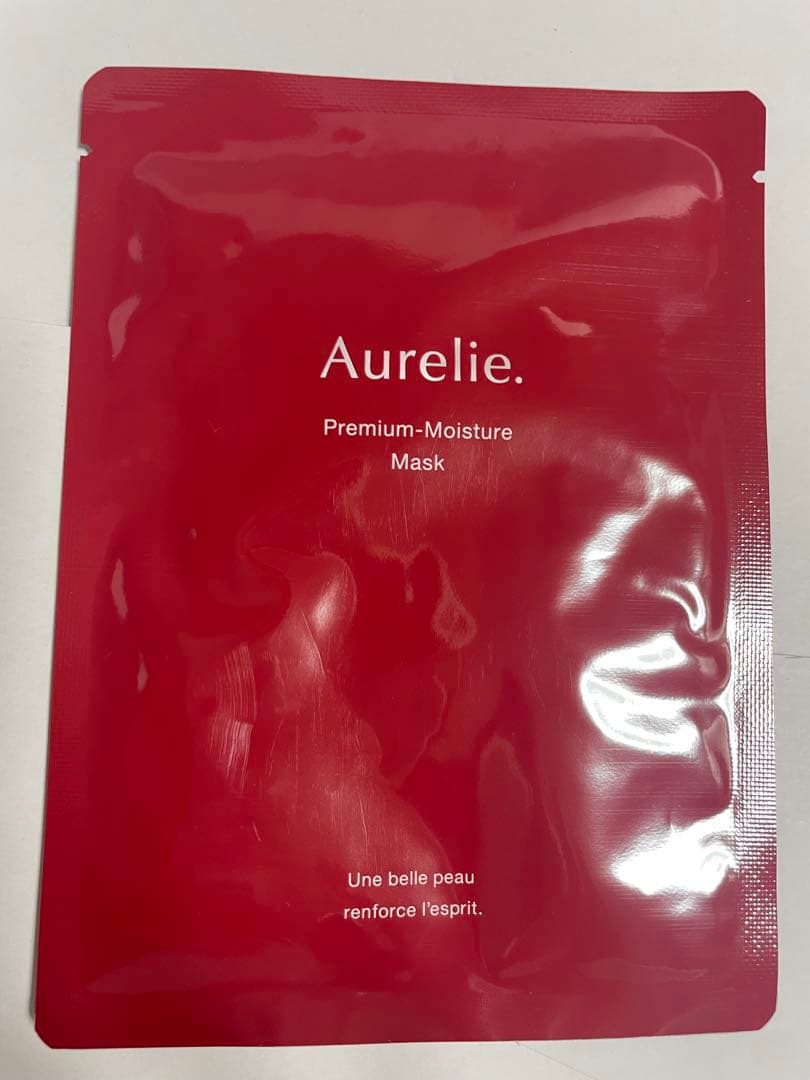 Aurelie.
Premium-Moisture
Mask
Une belle peau
renforce l'esprit.